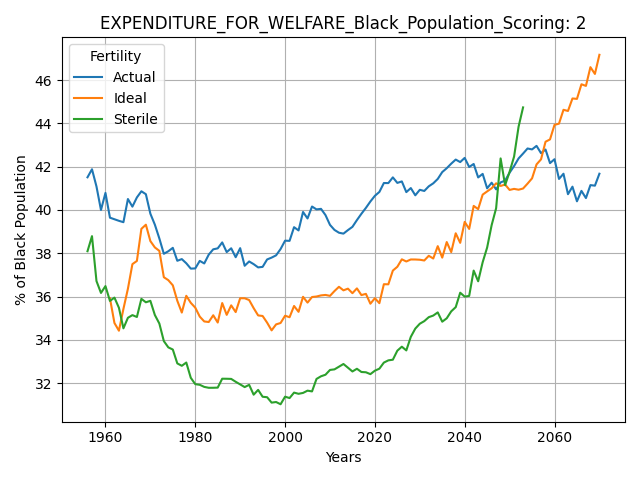 EXPENDITURE_FOR_WELFARE_Black_Population_Scoring: 2
Fertility
Actual
Ideal
Sterile
% of Black Population
46
44
42
40
38
36
34
32
1960 1980 2000 2020 2040 2060
Years